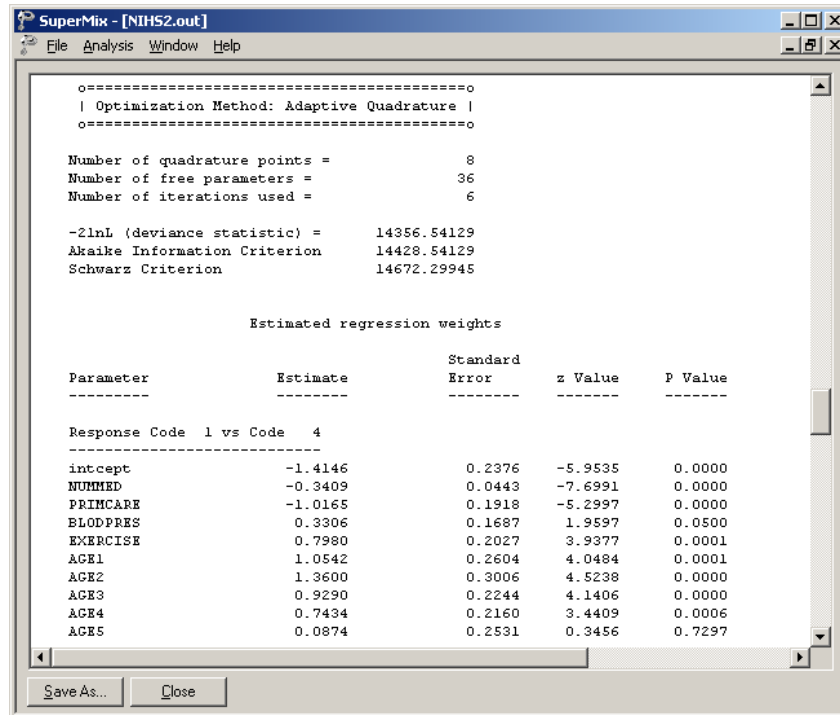 SuperMix - [NIHS2.out]
File Analysis Window Help
o==========================================o
| Optimization Method: Adaptive Quadrature |
o==========================================o
Number of quadrature points = 8
Number of free parameters = 36
Number of iterations used = 6
-2lnL (deviance statistic) = 14356.54129
Akaike Information Criterion 14428.54129
Schwarz Criterion 14672.29945
Estimated regression weights
Standard
Parameter Estimate Error z Value P Value
--------- -------- -------- ------- -------
Response Code 1 vs Code 4
----------------------------
intcept -1.4146 0.2376 -5.9535 0.0000
NUMMED -0.3409 0.0443 -7.6991 0.0000
PRIMCARE -1.0165 0.1918 -5.2997 0.0000
BLODPRES 0.3306 0.1687 1.9597 0.0500
EXERCISE 0.7980 0.2027 3.9377 0.0001
AGE1 1.0542 0.2604 4.0484 0.0001
AGE2 1.3600 0.3006 4.5238 0.0000
AGE3 0.9290 0.2244 4.1406 0.0000
AGE4 0.7434 0.2160 3.4409 0.0006
AGE5 0.0874 0.2531 0.3456 0.7297
Save As... Close